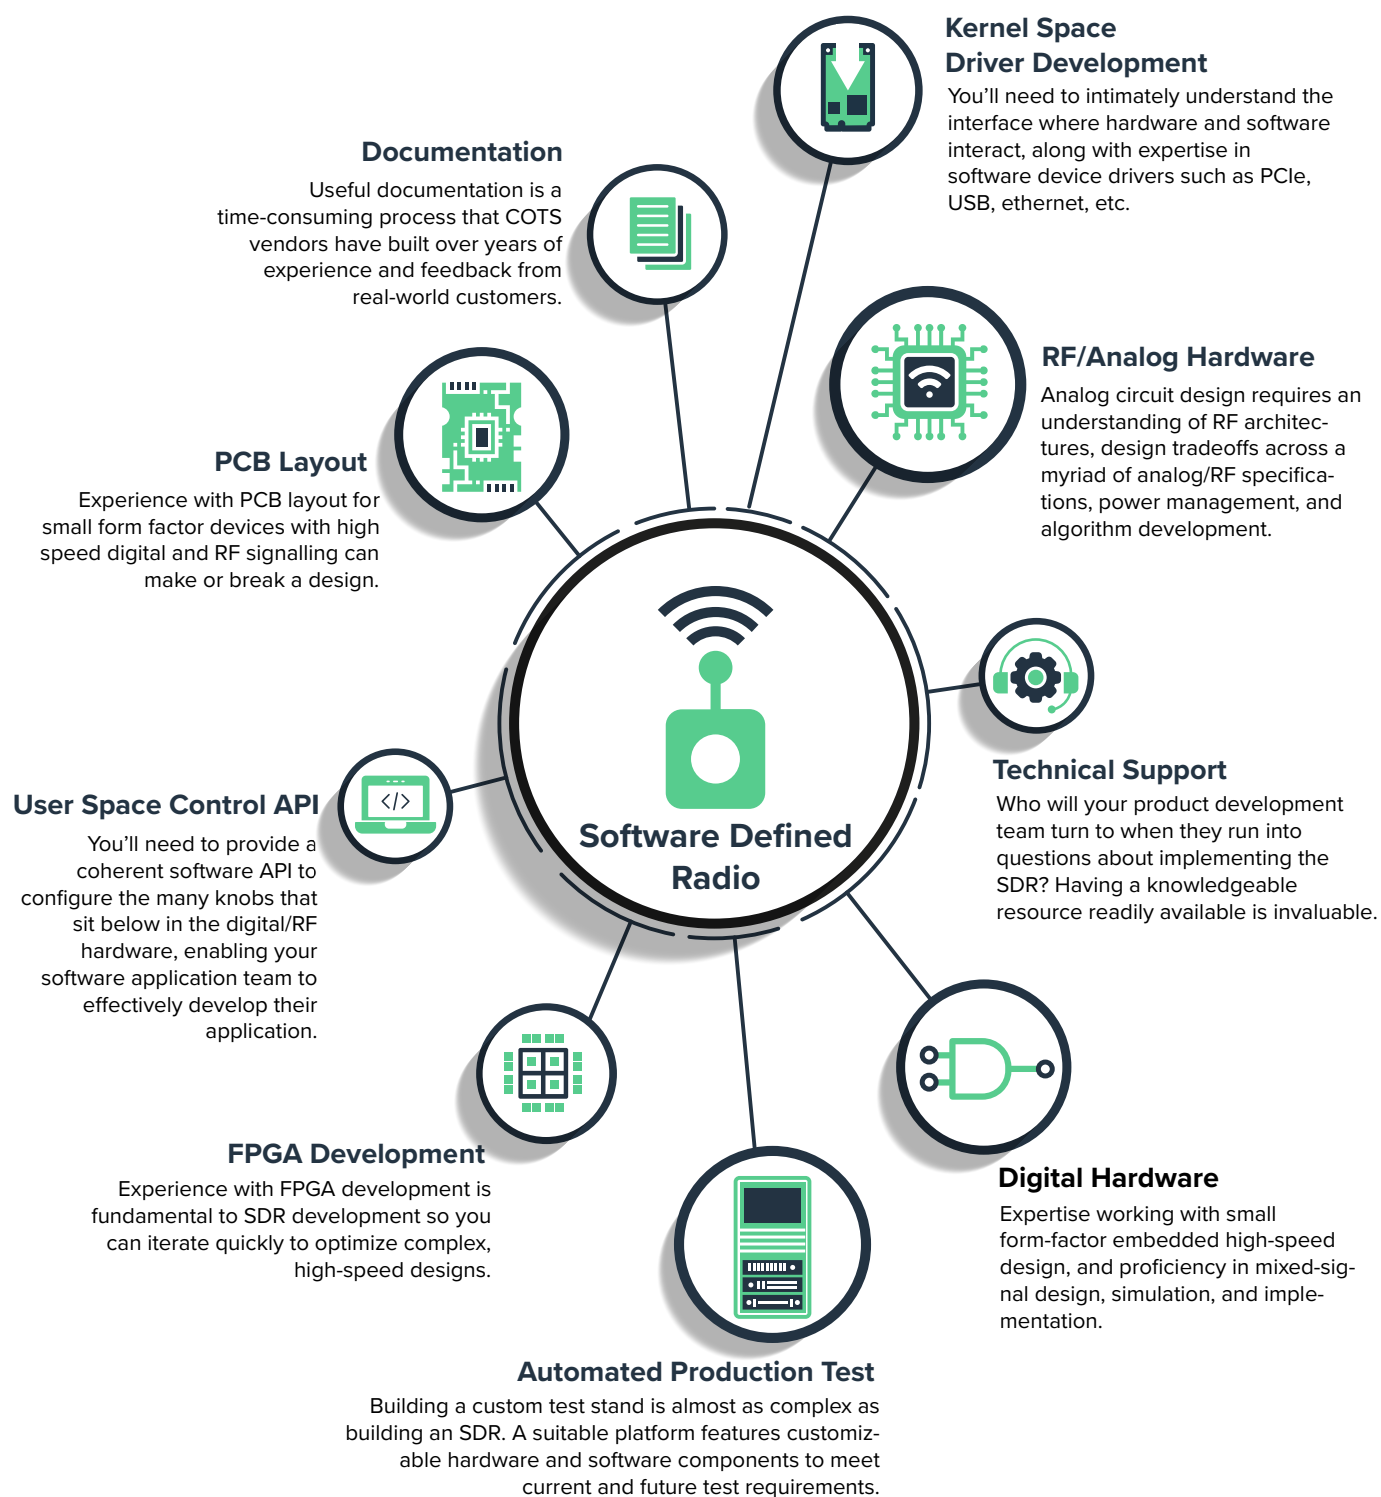 Kernel Space
Driver Development
You'll need to intimately understand the
interface where hardware and software
interact, along with expertise in
software device drivers such as PCIe,
USB, ethernet, etc.
Documentation
Useful documentation is a
time-consuming process that COTS
vendors have built over years of
experience and feedback from
real-world customers.
RF/Analog Hardware
Analog circuit design requires an
understanding of RF architec-
tures, design tradeoffs across a
myriad of analog/RF specifica-
tions, power management, and
algorithm development.
PCB Layout
Experience with PCB layout for
small form factor devices with high
speed digital and RF signalling can
make or break a design.
Software Defined
Radio
Technical Support
Who will your product development
team turn to when they run into
questions about implementing the
SDR? Having a knowledgeable
resource readily available is invaluable.
User Space Control API
</>
You'll need to provide a
coherent software API to
configure the many knobs that
sit below in the digital/RF
hardware, enabling your
software application team to
effectively develop their
application.
FPGA Development
Experience with FPGA development is
fundamental to SDR development so you
can iterate quickly to optimize complex,
high-speed designs.
Digital Hardware
Expertise working with small
form-factor embedded high-speed
design, and proficiency in mixed-sig-
nal design, simulation, and imple-
mentation.
Automated Production Test
Building a custom test stand is almost as complex as
building an SDR. A suitable platform features customiz-
able hardware and software components to meet
current and future test requirements.